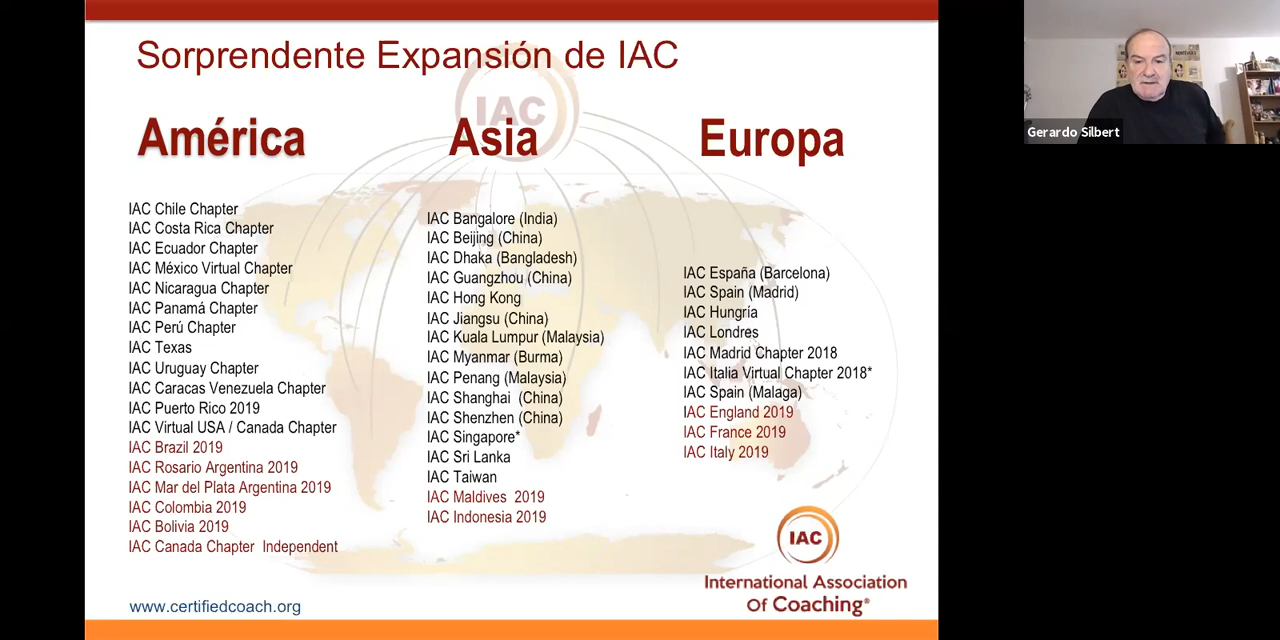 Sorprendente Expansión de IAC
IAC
América
IAC Chile Chapter
IAC Costa Rica Chapter
IAC Ecuador Chapter
IAC México Virtual Chapter
IAC Nicaragua Chapter
IAC Panamá Chapter
IAC Perú Chapter
IAC Texas
IAC Uruguay Chapter
IAC Caracas Venezuela Chapter
IAC Puerto Rico 2019
IAC Virtual USA / Canada Chapter
IAC Brazil 2019
IAC Rosario Argentina 2019
IAC Mar del Plata Argentina 2019
IAC Colombia 2019
IAC Bolivia 2019
IAC Canada Chapter Independent
Asia
IAC Bangalore (India)
IAC Beijing (China)
IAC Dhaka (Bangladesh)
IAC Guangzhou (China)
IAC Hong Kong
IAC Jiangsu (China)
IAC Kuala Lumpur (Malaysia)
IAC Myanmar (Burma)
IAC Penang (Malaysia)
IAC Shanghai (China)
IAC Shenzhen (China)
IAC Singapore*
IAC Sri Lanka
IAC Taiwan
IAC Maldives 2019
IAC Indonesia 2019
Europa
IAC España (Barcelona)
IAC Spain (Madrid)
IAC Hungría
IAC Londres
IAC Madrid Chapter 2018
IAC Italia Virtual Chapter 2018*
IAC Spain (Malaga)
IAC England 2019
IAC France 2019
IAC Italy 2019
IAC
International Association
Of Coaching®
www.certifiedcoach.org
Gerardo Silbert